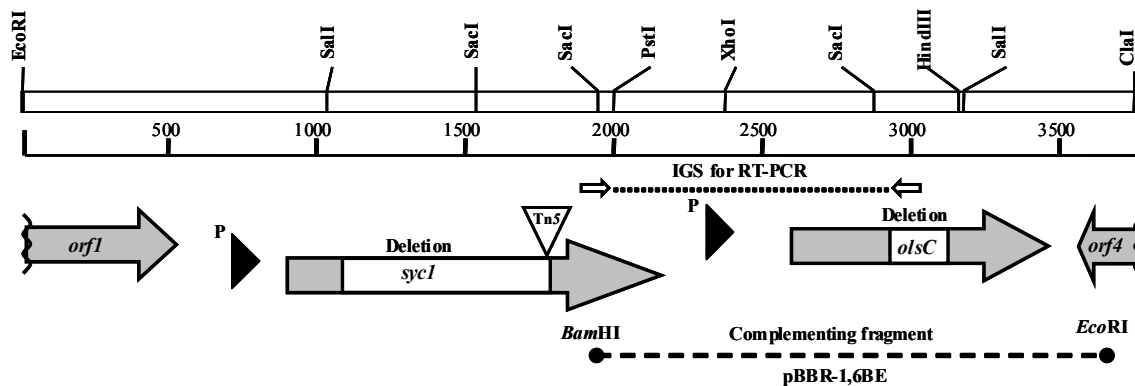 EcoRI SalI SacI SacI PstI XhoI SacI HindIII SalI ClaI
500 1000 1500 2000 2500 3000 3500
IGS for RT-PCR
P Tn5 P Deletion
orf1 Deletion olsC orf4
syc1
BamHI Complementing fragment EcoRI
pBBR-1,6BE